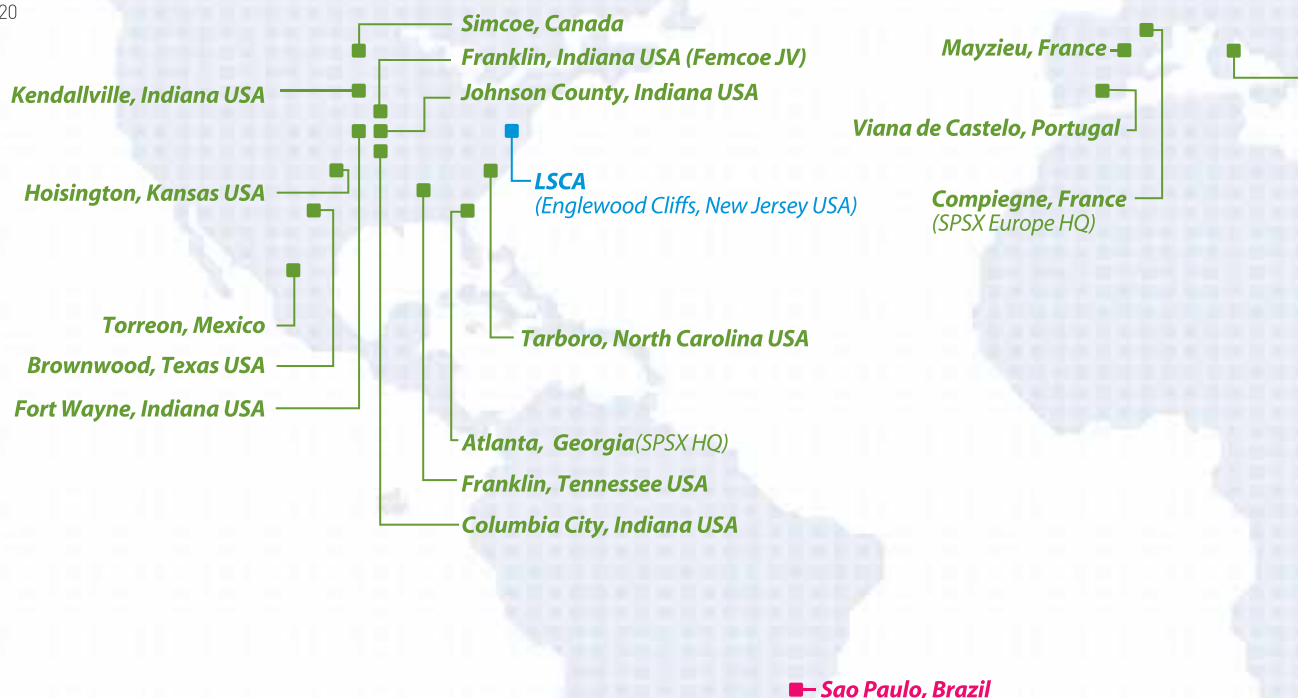 20
Simcoe, Canada
Franklin, Indiana USA (Femcoe JV)
Kendallville, Indiana USA
Johnson County, Indiana USA
Hoisington, Kansas USA
LSCA
(Englewood Cliffs, New Jersey USA)
Torreon, Mexico
Brownwood, Texas USA
Fort Wayne, Indiana USA
Tarboro, North Carolina USA
Atlanta, Georgia(SPSX HQ)
Franklin, Tennessee USA
Columbia City, Indiana USA
Mayzieu, France
Viana de Castelo, Portugal
Compiegne, France
(SPSX Europe HQ)
Sao Paulo, Brazil